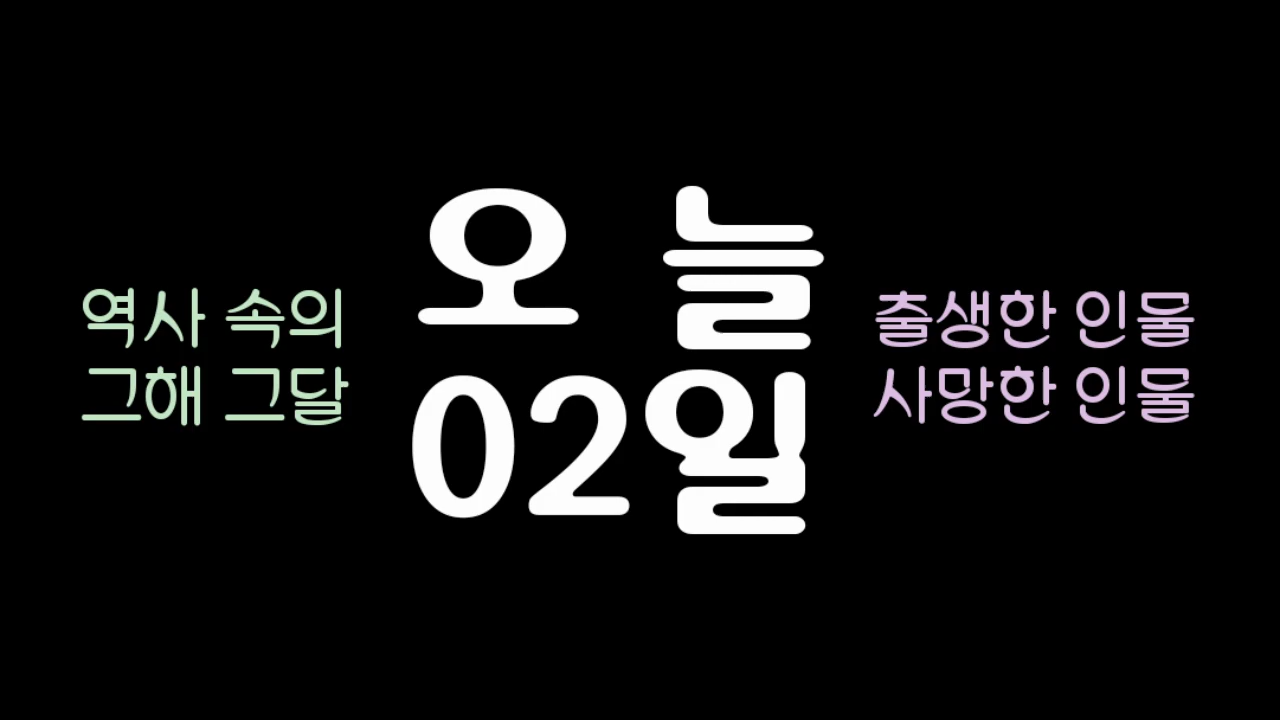 역사 속의
그해 그달
오 늘
02일
출생한 인물
사망한 인물